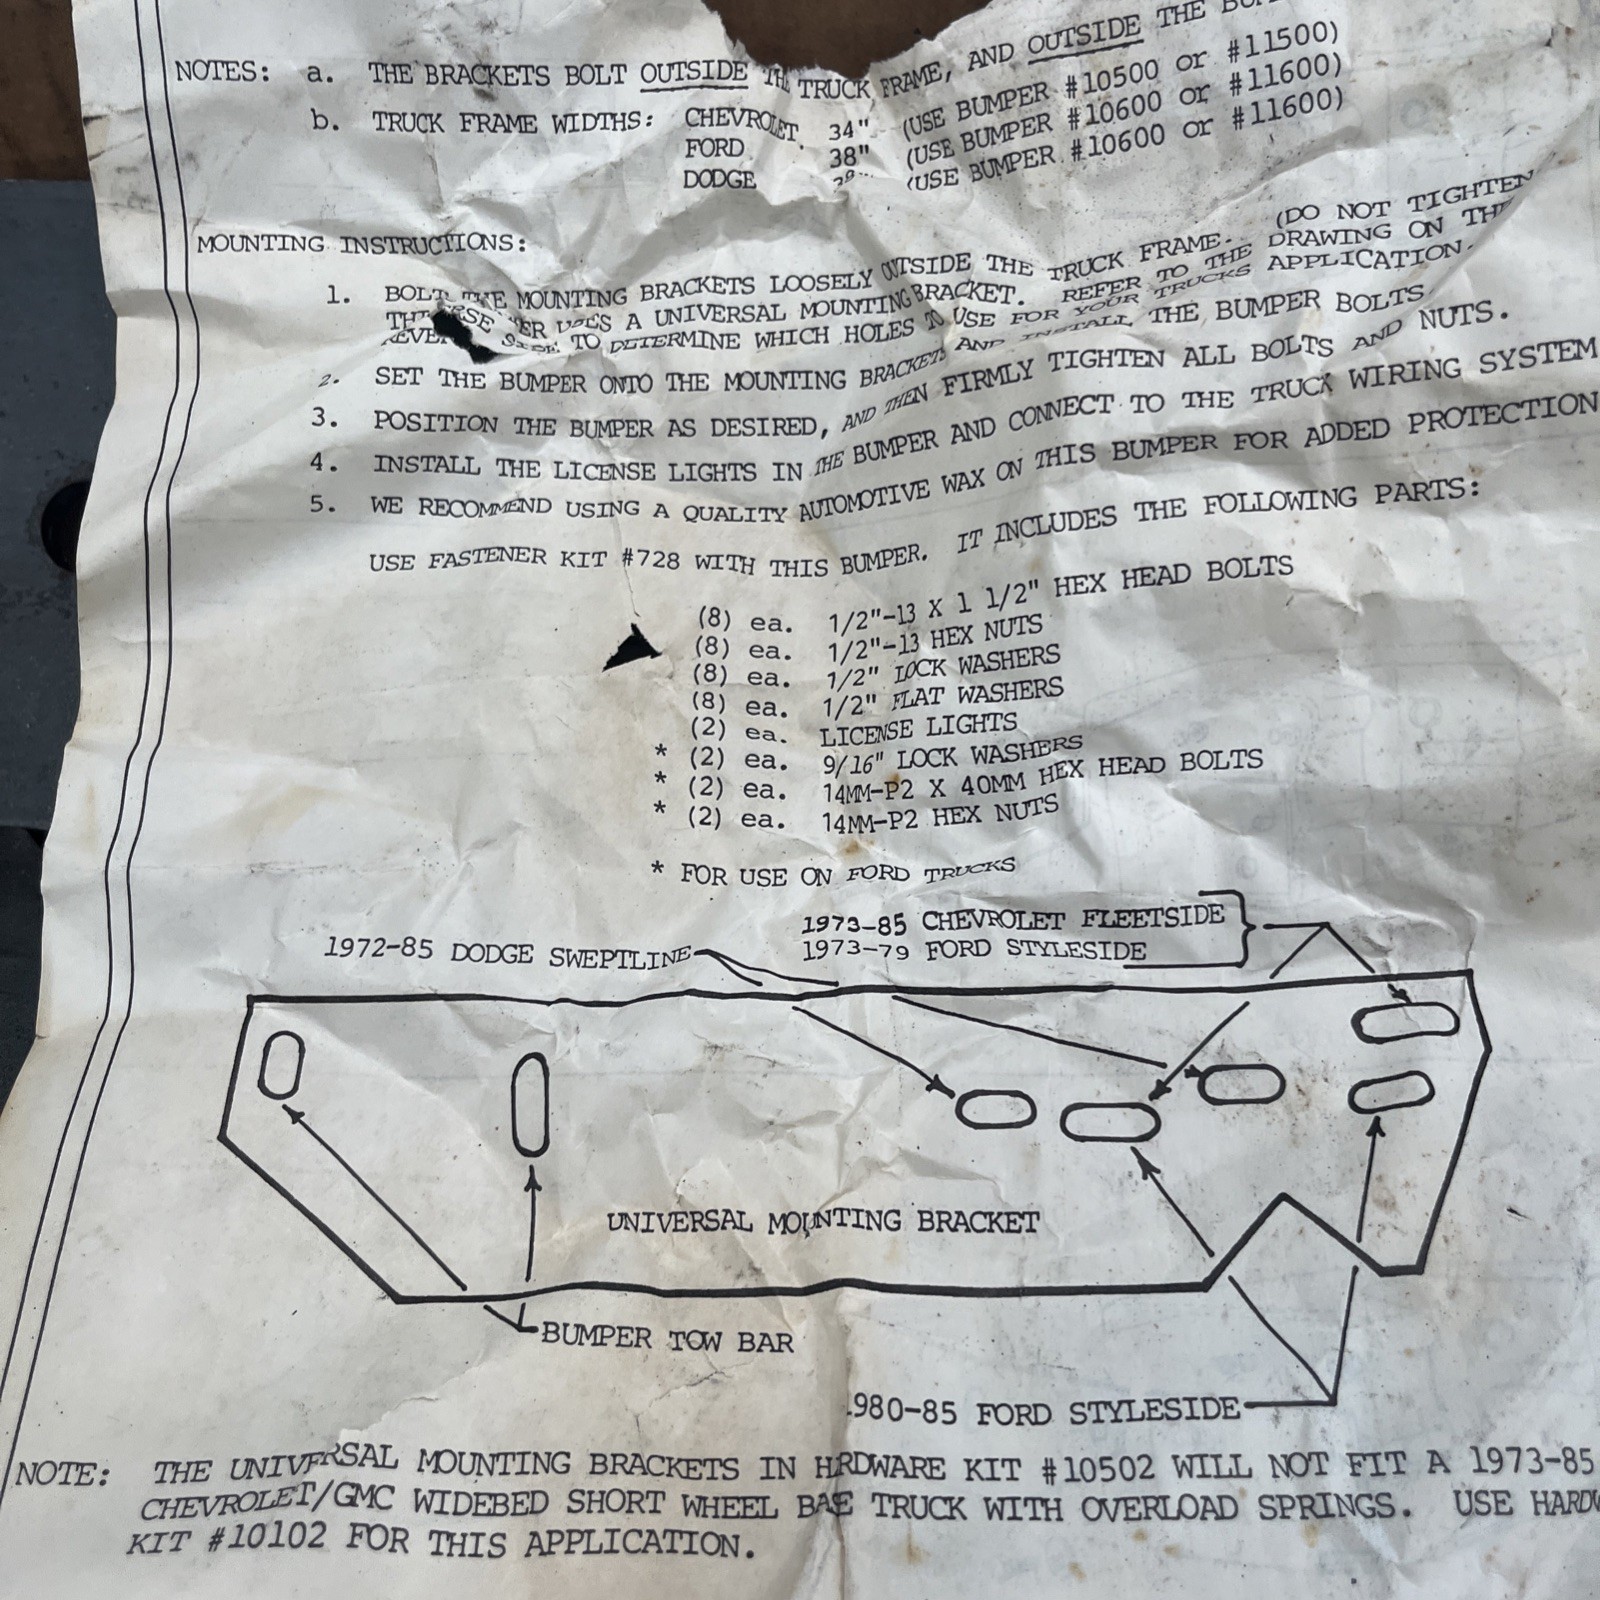 NOTES: a. THE BRACKETS BOLT OUTSIDE THE TRUCK FRAME, AND OUTSIDE THE
b. TRUCK FRAME WIDTHS: CHEVROLET. 34" (USE BUMPER #10500 or #11500)
FORD 38" (USE BUMPER #10600 or #11600)
DODGE (USE BUMPER #10600 or #11600)
MOUNTING INSTRUCTIONS:
1. BOLT THE MOUNTING BRACKETS LOOSELY OUTSIDE THE TRUCK FRAME. (DO NOT TIGHTEN
USES A UNIVERSAL MOUNTING BRACKET. REFER TO THE DRAWING ON THE
SIDE TO DETERMINE WHICH HOLES TO USE FOR YOUR TRUCKS APPLICATION.
2. SET THE BUMPER ONTO THE MOUNTING BRACKETS AND INSTALL THE BUMPER BOLTS.
3. POSITION THE BUMPER AS DESIRED, AND THEN FIRMLY TIGHTEN ALL BOLTS AND NUTS.
4. INSTALL THE LICENSE LIGHTS IN THE BUMPER AND CONNECT TO THE TRUCK WIRING SYSTEM
5. WE RECOMMEND USING A QUALITY AUTOMOTIVE WAX ON THIS BUMPER FOR ADDED PROTECTION
USE FASTENER KIT #728 WITH THIS BUMPER. IT INCLUDES THE FOLLOWING PARTS:
(8) ea. 1/2"-13 X 1 1/2" HEX HEAD BOLTS
(8) ea. 1/2"-13 HEX NUTS
(8) ea. 1/2" LOCK WASHERS
(8) ea. 1/2" FLAT WASHERS
(2) ea. LICENSE LIGHTS
* (2) ea. 9/16" LOCK WASHERS
* (2) ea. 14MM-P2 X 40MM HEX HEAD BOLTS
* (2) ea. 14MM-P2 HEX NUTS
* FOR USE ON FORD TRUCKS
1973-85 CHEVROLET FLEETSIDE
1972-85 DODGE SWEPTLINE 1973-79 FORD STYLESIDE
UNIVERSAL MOUNTING BRACKET
BUMPER TOW BAR
980-85 FORD STYLESIDE
NOTE: THE UNIVERSAL MOUNTING BRACKETS IN HRDWARE KIT #10502 WILL NOT FIT A 1973-85
CHEVROLET/GMC WIDEBED SHORT WHEEL BASE TRUCK WITH OVERLOAD SPRINGS. USE
KIT #10102 FOR THIS APPLICATION.